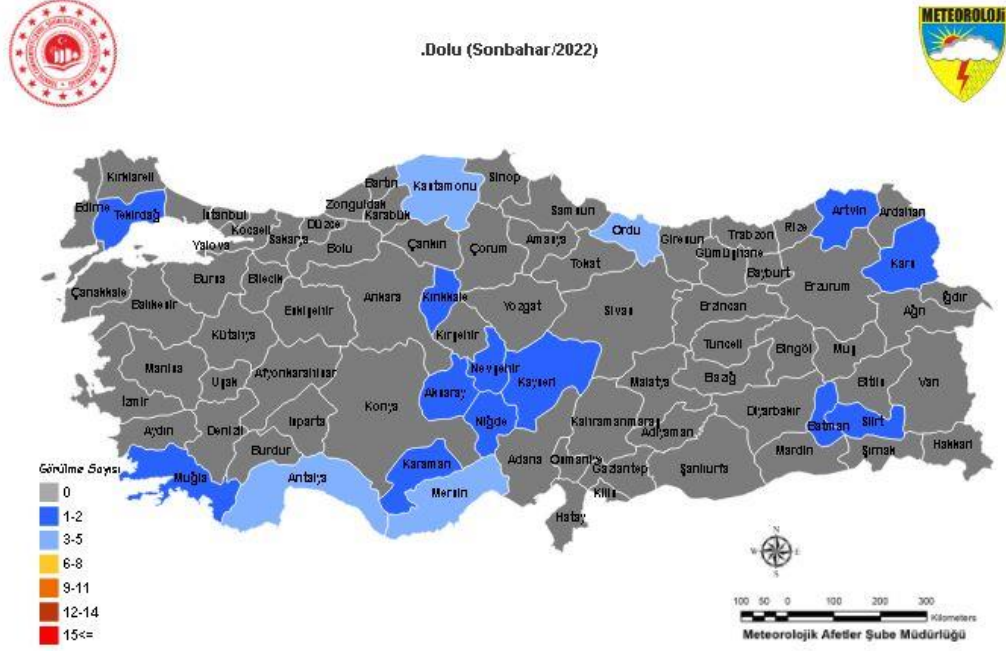 METEOROLOJİ
.Dolu (Sonbahar/2022)
Kırklareli
Edirne
Tekirdağ
İstanbul
Kocaeli
Yalova
Sakarya
Düzce
Zonguldak
Bartın
Karabük
Kastamonu
Sinop
Samsun
Ordu
Giresun
Trabzon
Rize
Artvin
Ardahan
Kars
Iğdır
Ağrı
Erzurum
Bayburt
Gümüşhane
Erzincan
Tokat
Amasya
Çorum
Çankırı
Bolu
Bilecik
Bursa
Balıkesir
Çanakkale
Kütahya
Eskişehir
Ankara
Kırıkkale
Kırşehir
Yozgat
Sivas
Tunceli
Bingöl
Muş
Bitlis
Van
Hakkari
Şırnak
Siirt
Batman
Mardin
Diyarbakır
Elazığ
Malatya
Adıyaman
Şanlıurfa
Gaziantep
Kilis
Kahramanmaraş
Osmaniye
Hatay
Adana
Kayseri
Nevşehir
Niğde
Aksaray
Konya
Karaman
Mersin
Antalya
Isparta
Burdur
Afyonkarahisar
Uşak
Denizli
Manisa
İzmir
Aydın
Muğla
Görülme Sayısı
0
1-2
3-5
6-8
9-11
12-14
15<=
N
W E
S
100 50 0 100 200 300
Kilometers
Meteorolojik Afetler Şube Müdürlüğü